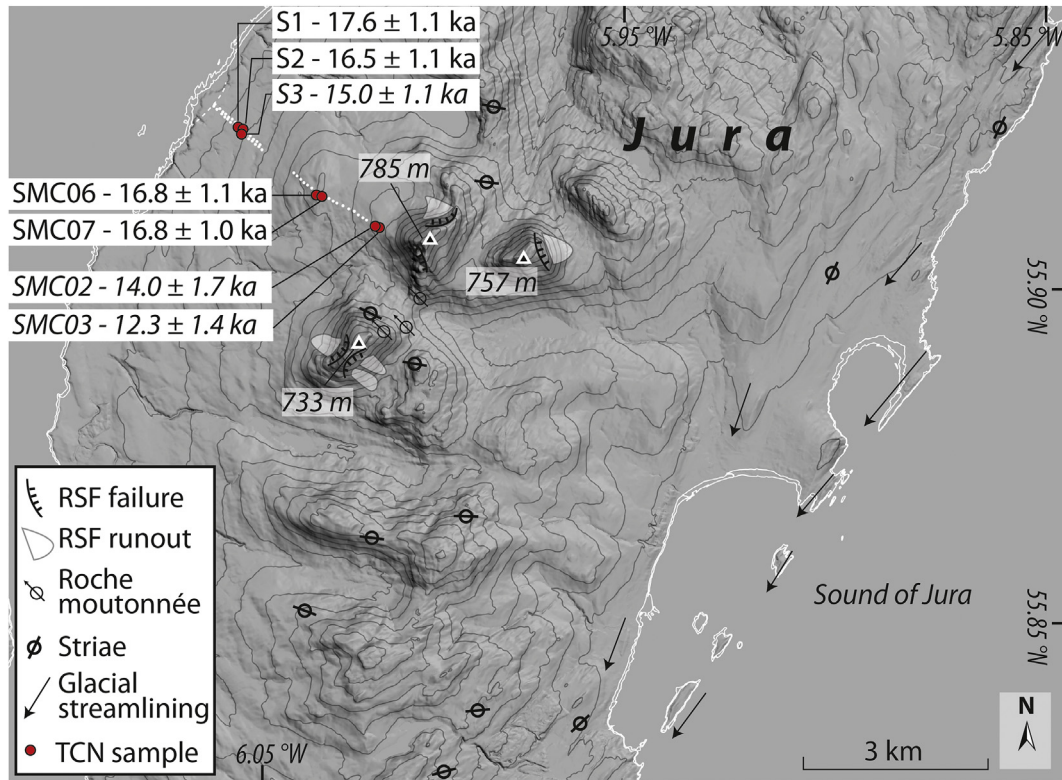 S1 - 17.6 ± 1.1 ka
S2 - 16.5 ± 1.1 ka
S3 - 15.0 ± 1.1 ka
5.95 °W
5.85 °W
Jura
785 m
SMC06 - 16.8 ± 1.1 ka
SMC07 - 16.8 ± 1.0 ka
757 m
SMC02 - 14.0 ± 1.7 ka
SMC03 - 12.3 ± 1.4 ka
55.90 °N
733 m
RSF failure
RSF runout
Roche
moutonnée
Striae
Glacial
streamlining
TCN sample
Sound of Jura
55.85 °N
6.05 °W
3 km
N